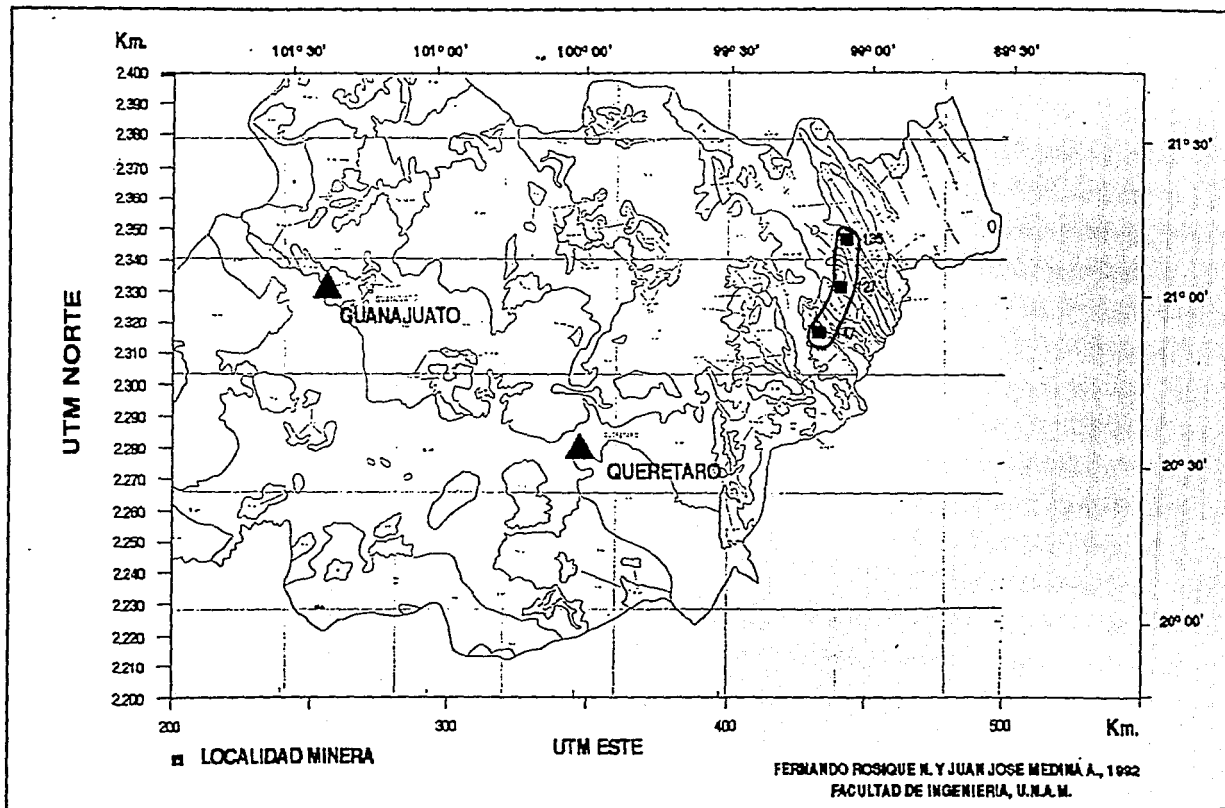 Km.
101° 30' 101° 00' 100° 00' 99° 30' 99° 00' 89° 30'
2.400
2.390
2.380
2.370
2.360
2.350
2.340
2.330
2.320
2.310
2.300
2.290
2.280
2.270
2.260
2.250
2.240
2.230
2.220
2.210
2.200
UTM NORTE
21° 30'
21° 00'
20° 30'
20° 00'
GUANAJUATO
QUERETARO
200 300 400 500 Km.
UTM ESTE
LOCALIDAD MINERA
FERNANDO ROSIQUE N. Y JUAN JOSE MEDINA A., 1992
FACULTAD DE INGENIERIA, U.N.A.M.